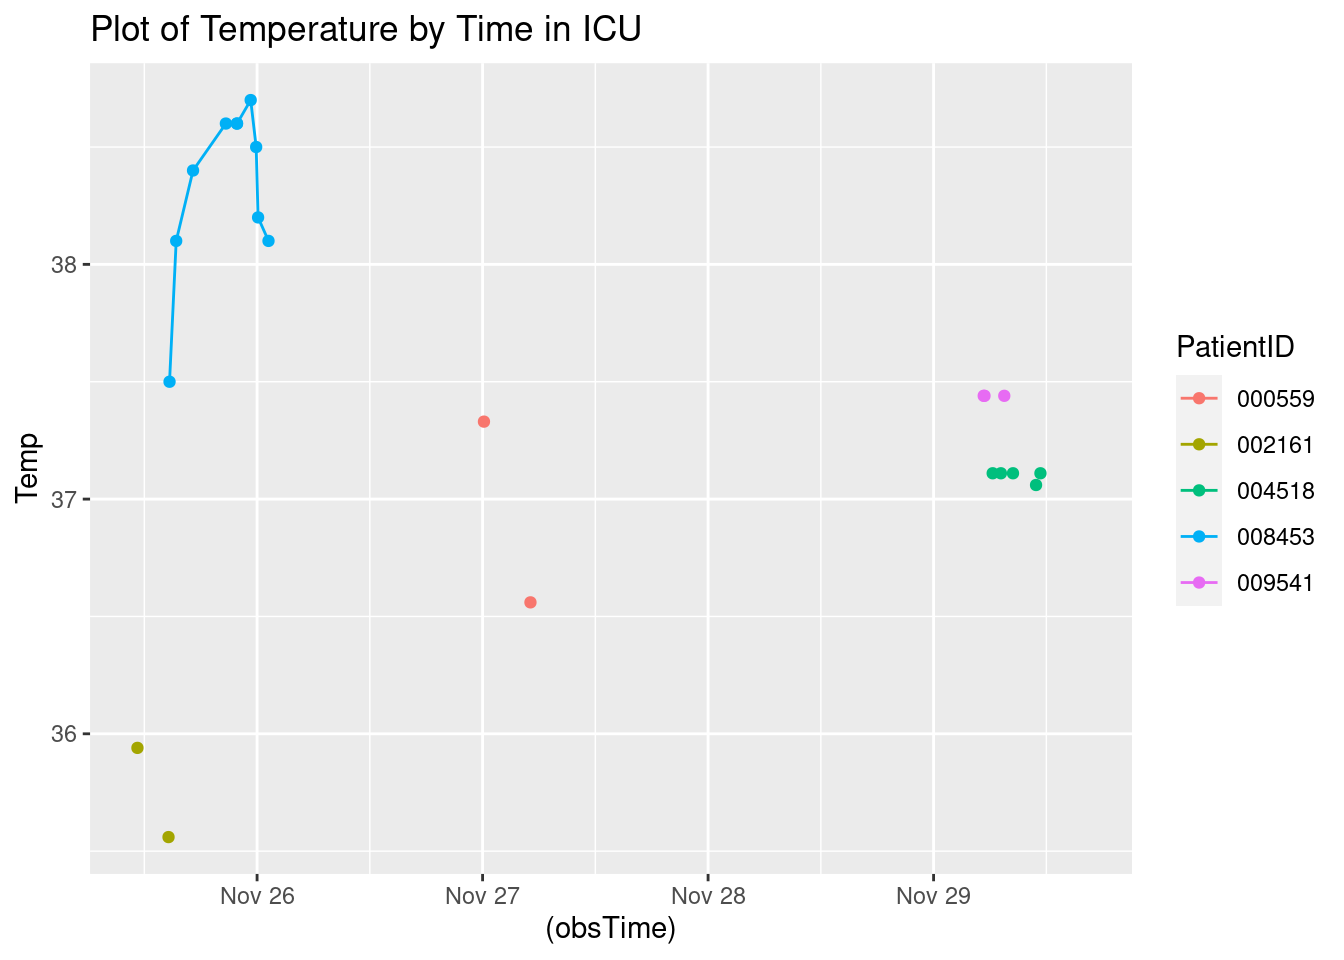 Plot of Temperature by Time in ICU
Temp
38
37
36
Nov 26
Nov 27
Nov 28
Nov 29
(obsTime)
PatientID
000559
002161
004518
008453
009541